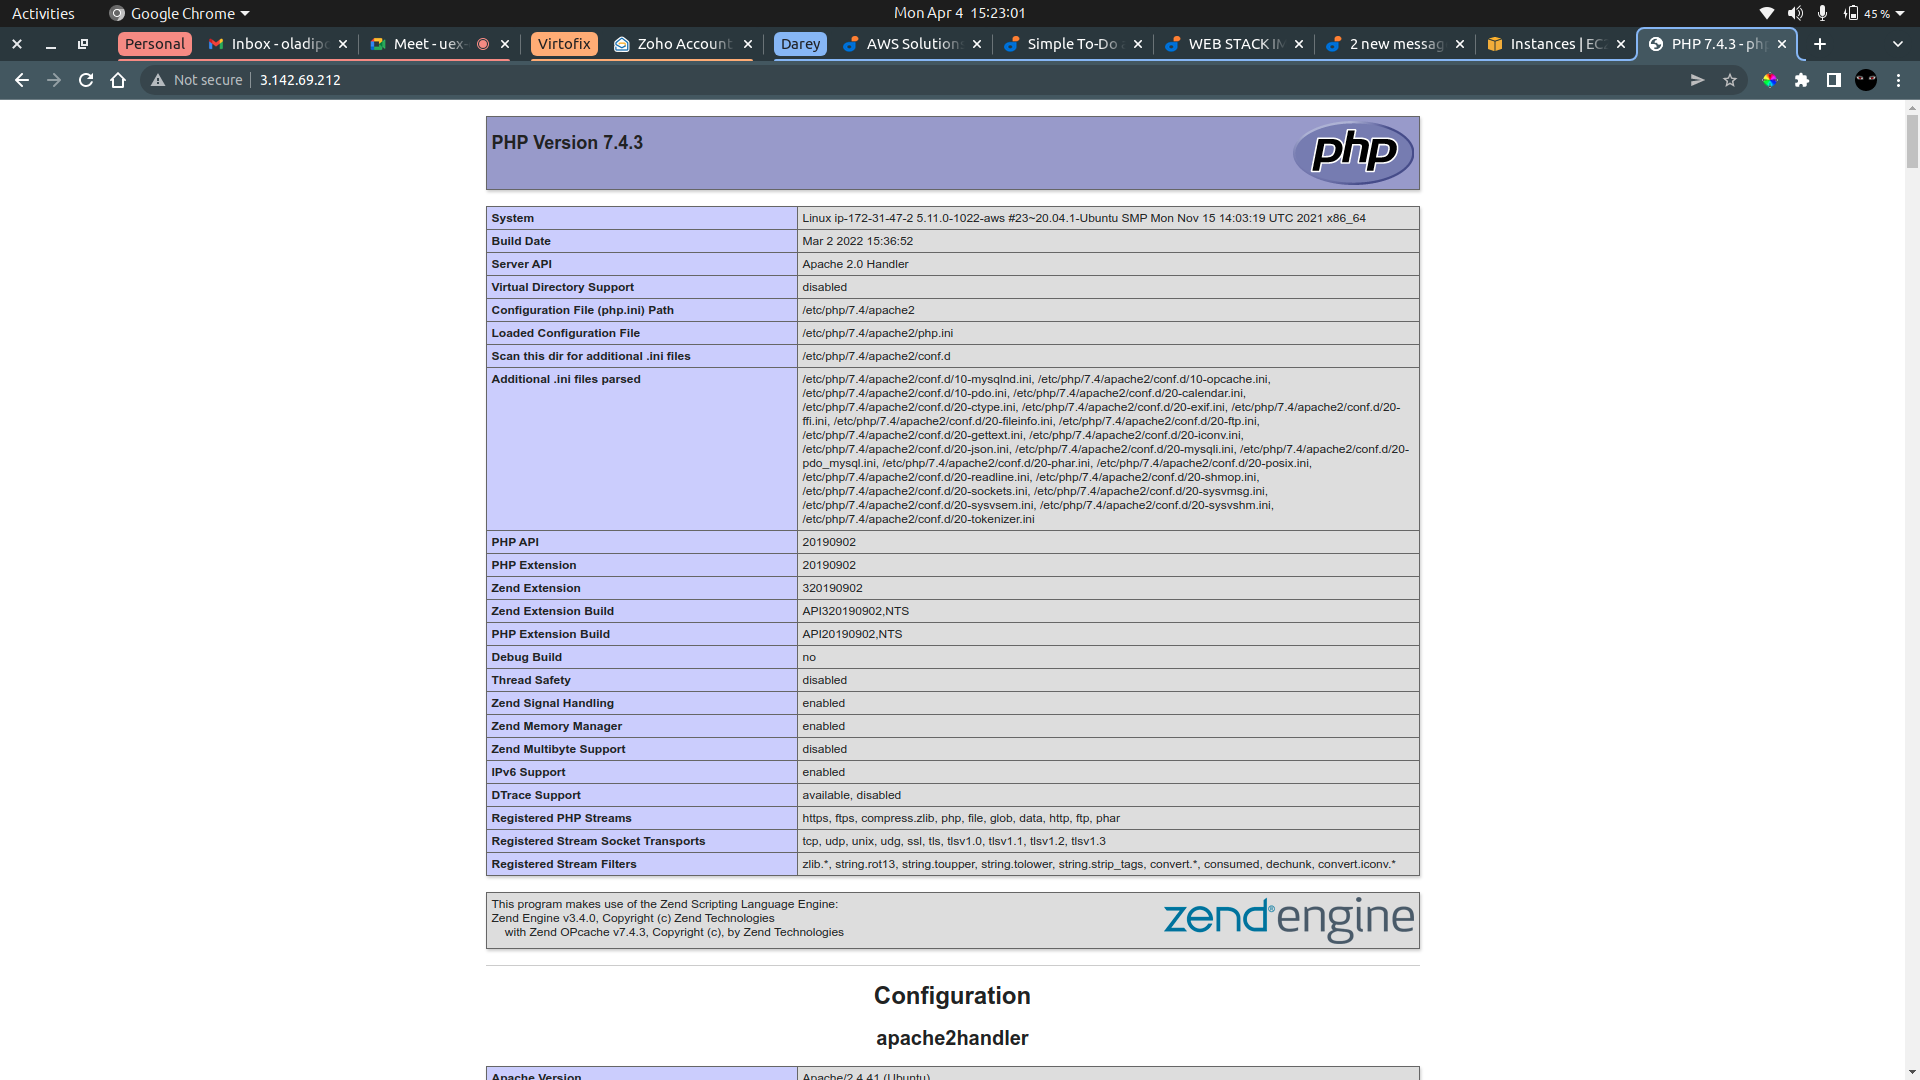 Activities Google Chrome Mon Apr 4 15:23:01 45 %
Personal Inbox - oladip Meet - uex- Virtofix Zoho Account Darey AWS Solution Simple To-Do WEB STACK IM 2 new messag Instances | EC2 PHP 7.4.3 - ph
Not secure 3.142.69.212
PHP Version 7.4.3
php
System Linux ip-172-31-47-2 5.11.0-1022-aws #23~20.04.1-Ubuntu SMP Mon Nov 15 14:03:19 UTC 2021 x86_64
Build Date Mar 2 2022 15:36:52
Server API Apache 2.0 Handler
Virtual Directory Support disabled
Configuration File (php.ini) Path /etc/php/7.4/apache2
Loaded Configuration File /etc/php/7.4/apache2/php.ini
Scan this dir for additional .ini files /etc/php/7.4/apache2/conf.d
Additional .ini files parsed /etc/php/7.4/apache2/conf.d/10-mysqlnd.ini, /etc/php/7.4/apache2/conf.d/10-opcache.ini,
/etc/php/7.4/apache2/conf.d/10-pdo.ini, /etc/php/7.4/apache2/conf.d/20-calendar.ini,
/etc/php/7.4/apache2/conf.d/20-ctype.ini, /etc/php/7.4/apache2/conf.d/20-exif.ini, /etc/php/7.4/apache2/conf.d/20-
ffi.ini, /etc/php/7.4/apache2/conf.d/20-fileinfo.ini, /etc/php/7.4/apache2/conf.d/20-ftp.ini,
/etc/php/7.4/apache2/conf.d/20-gettext.ini, /etc/php/7.4/apache2/conf.d/20-iconv.ini,
/etc/php/7.4/apache2/conf.d/20-json.ini, /etc/php/7.4/apache2/conf.d/20-mysqli.ini, /etc/php/7.4/apache2/conf.d/20-
pdo_mysql.ini, /etc/php/7.4/apache2/conf.d/20-phar.ini, /etc/php/7.4/apache2/conf.d/20-posix.ini,
/etc/php/7.4/apache2/conf.d/20-readline.ini, /etc/php/7.4/apache2/conf.d/20-shmop.ini,
/etc/php/7.4/apache2/conf.d/20-sockets.ini, /etc/php/7.4/apache2/conf.d/20-sysvmsg.ini,
/etc/php/7.4/apache2/conf.d/20-sysvsem.ini, /etc/php/7.4/apache2/conf.d/20-sysvshm.ini,
/etc/php/7.4/apache2/conf.d/20-tokenizer.ini
PHP API 20190902
PHP Extension 20190902
Zend Extension 320190902
Zend Extension Build API320190902,NTS
PHP Extension Build API20190902,NTS
Debug Build no
Thread Safety disabled
Zend Signal Handling enabled
Zend Memory Manager enabled
Zend Multibyte Support disabled
IPv6 Support enabled
DTrace Support available, disabled
Registered PHP Streams https, ftps, compress.zlib, php, file, glob, data, http, ftp, phar
Registered Stream Socket Transports tcp, udp, unix, udg, ssl, tls, tlsv1.0, tlsv1.1, tlsv1.2, tlsv1.3
Registered Stream Filters zlib.*, string.rot13, string.toupper, string.tolower, string.strip_tags, convert.*, consumed, dechunk, convert.iconv.*
This program makes use of the Zend Scripting Language Engine:
Zend Engine v3.4.0, Copyright (c) Zend Technologies
with Zend OPcache v7.4.3, Copyright (c), by Zend Technologies
zend® engine
Configuration
apache2handler
Apache Version Apache/2.4.41 (Ubuntu)